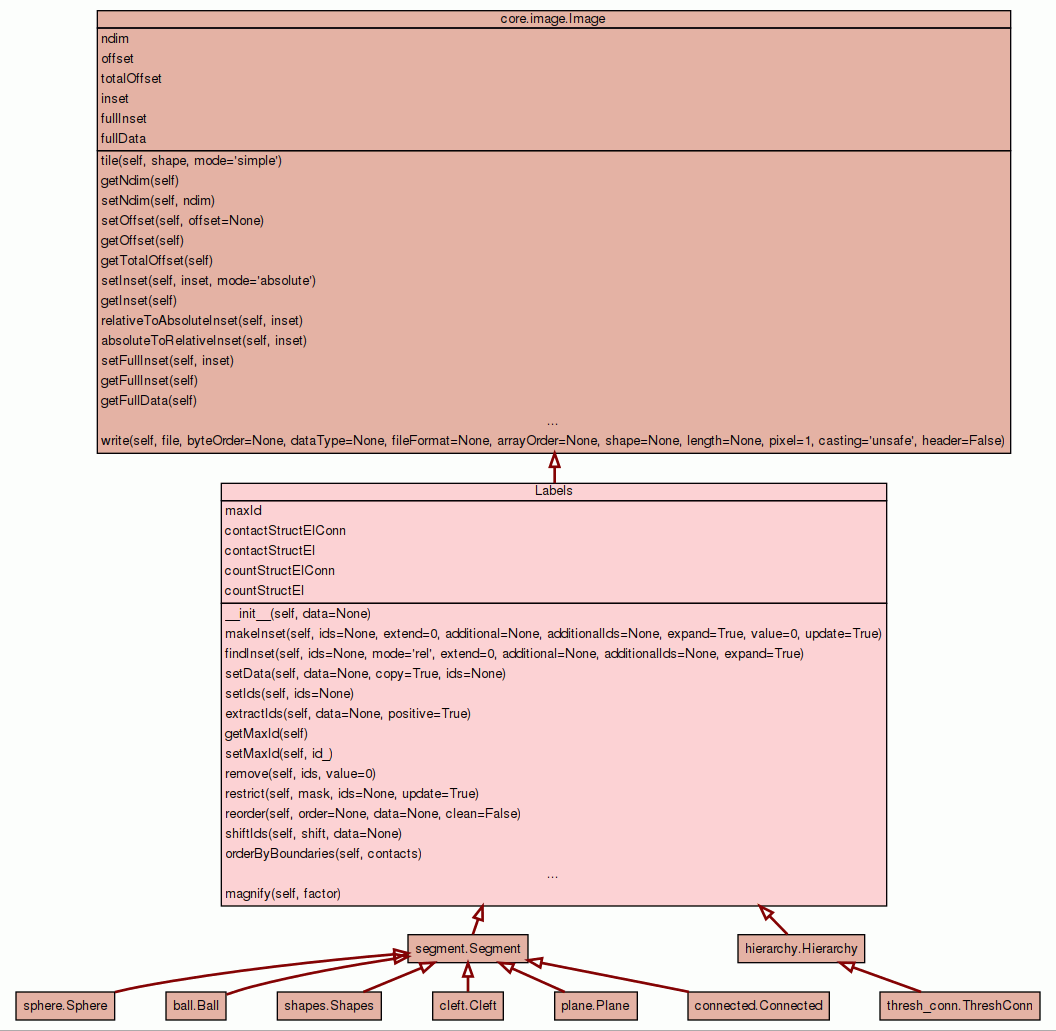 core.image.Image
ndim
offset
totalOffset
inset
fullInset
fullData
tile(self, shape, mode='simple')
getNdim(self)
setNdim(self, ndim)
setOffset(self, offset=None)
getOffset(self)
getTotalOffset(self)
setInset(self, inset, mode='absolute')
getInset(self)
relativeToAbsoluteInset(self, inset)
absoluteToRelativeInset(self, inset)
setFullInset(self, inset)
getFullInset(self)
getFullData(self)
...
write(self, file, byteOrder=None, dataType=None, fileFormat=None, arrayOrder=None, shape=None, length=None, pixel=1, casting='unsafe', header=False)
Labels
maxId
contactStructElConn
contactStructEl
countStructElConn
countStructEl
__init__(self, data=None)
makeInset(self, ids=None, extend=0, additional=None, additionalIds=None, expand=True, value=0, update=True)
findInset(self, ids=None, mode='rel', extend=0, additional=None, additionalIds=None, expand=True)
setData(self, data=None, copy=True, ids=None)
setIds(self, ids=None)
extractIds(self, data=None, positive=True)
getMaxId(self)
setMaxId(self, id_)
remove(self, ids, value=0)
restrict(self, mask, ids=None, update=True)
reorder(self, order=None, data=None, clean=False)
shiftIds(self, shift, data=None)
orderByBoundaries(self, contacts)
...
magnify(self, factor)
segment.Segment hierarchy.Hierarchy
sphere.Sphere ball.Ball shapes.Shapes cleft.Cleft plane.Plane connected.Connected thresh_conn.ThreshConn